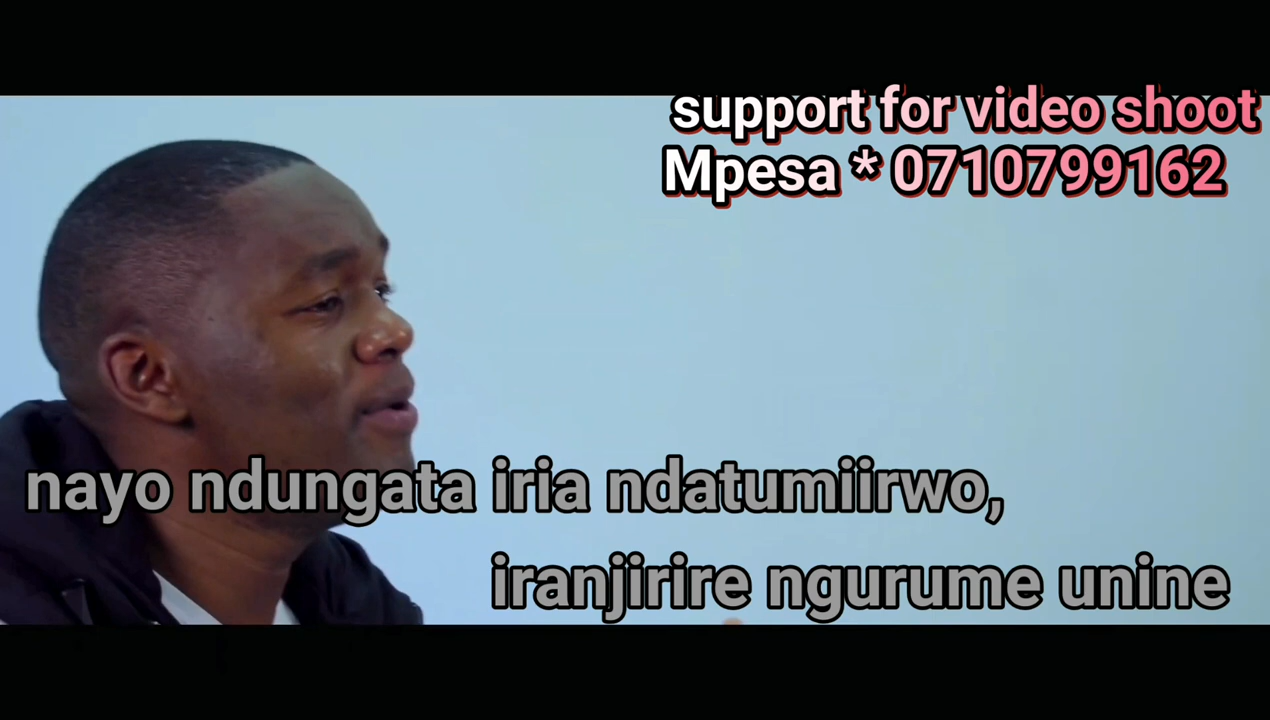 support for video shoot
Mpesa * 0710799162
nayo ndungata iria ndatumiirwo,
iranjirire ngurume unine